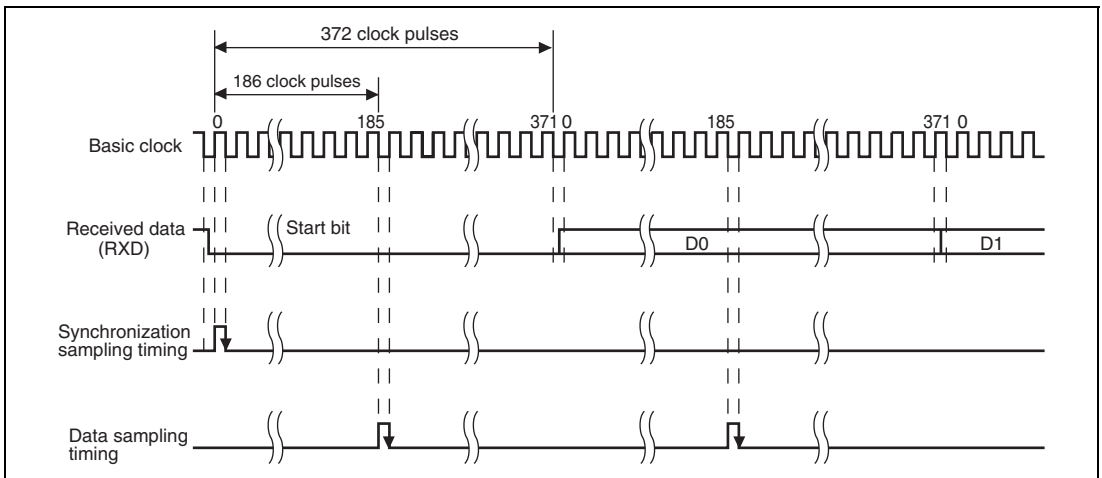 372 clock pulses
186 clock pulses
0 185 371 0 185 371 0
Basic clock
Received data
(RXD)
Start bit
D0
D1
Synchronization
sampling timing
Data sampling
timing